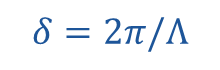 δ = 2π/Λ